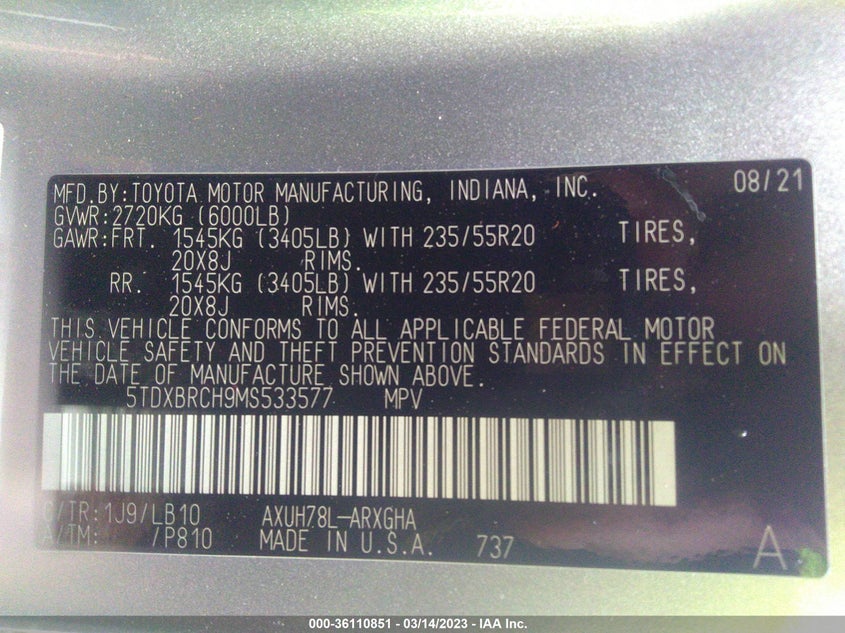 MFD.BY:TOYOTA MOTOR MANUFACTURING, INDIANA, INC. 08/21
GVWR:2720KG (6000LB)
GAWR:FRT. 1545KG (3405LB) WITH 235/55R20 TIRES,
20X8J RIMS.
RR. 1545KG (3405LB) WITH 235/55R20 TIRES,
20X8J RIMS.
THIS VEHICLE CONFORMS TO ALL APPLICABLE FEDERAL MOTOR
VEHICLE SAFETY AND THEFT PREVENTION STANDARDS IN EFFECT ON
THE DATE OF MANUFACTURE SHOWN ABOVE.
5TDXBRCH9MS533577 MPV
C/TR:1J9/LB10 AXUH78L-ARXGHA
A/TM: /P810 MADE IN U.S.A. 737 A
000-36110851 - 03/14/2023 - IAA Inc.